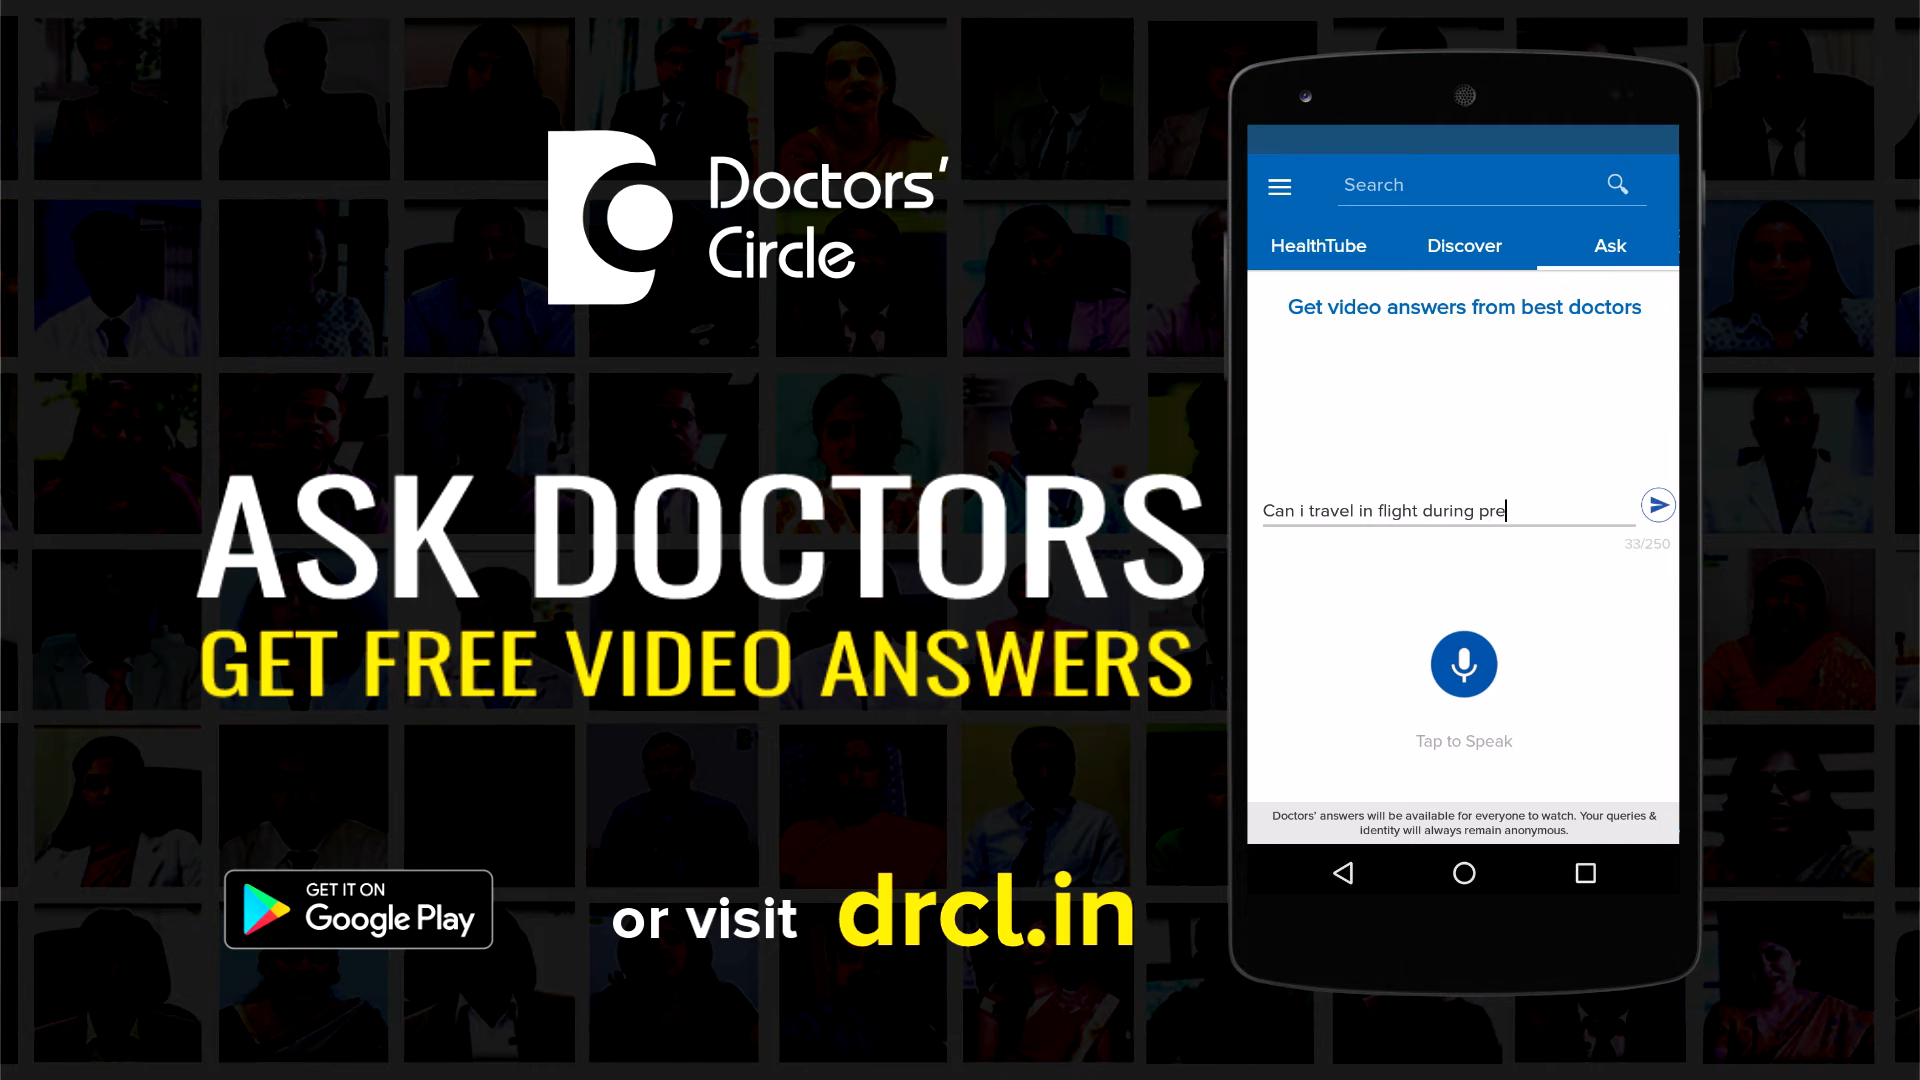 Doctors'
Circle
ASK DOCTORS
GET FREE VIDEO ANSWERS
GET IT ON
Google Play
or visit drcl.in
Search
HealthTube Discover Ask
Get video answers from best doctors
Can i travel in flight during pre
33/250
Tap to Speak
Doctors' answers will be available for everyone to watch. Your queries &
identity will always remain anonymous.